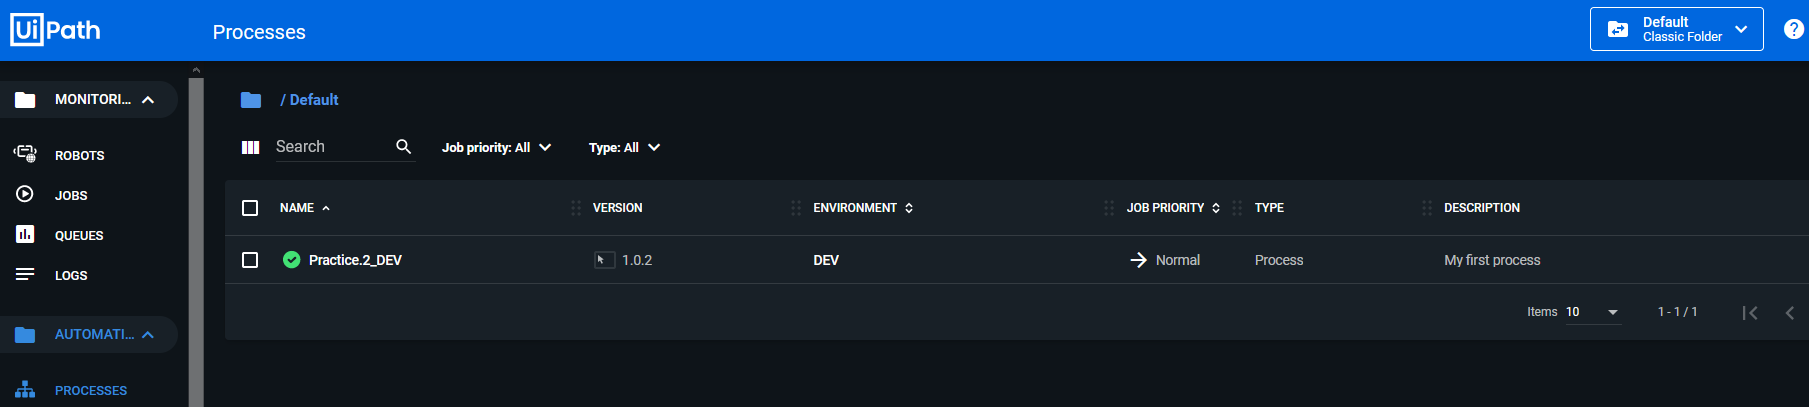 UiPath
Processes
Default
Classic Folder
?
MONITORI...
/ Default
Search
Job priority: All
Type: All
ROBOTS
JOBS
QUEUES
LOGS
NAME VERSION ENVIRONMENT JOB PRIORITY TYPE DESCRIPTION
Practice.2_DEV 1.0.2 DEV Normal Process My first process
Items 10 1 - 1 / 1
AUTOMATI...
PROCESSES